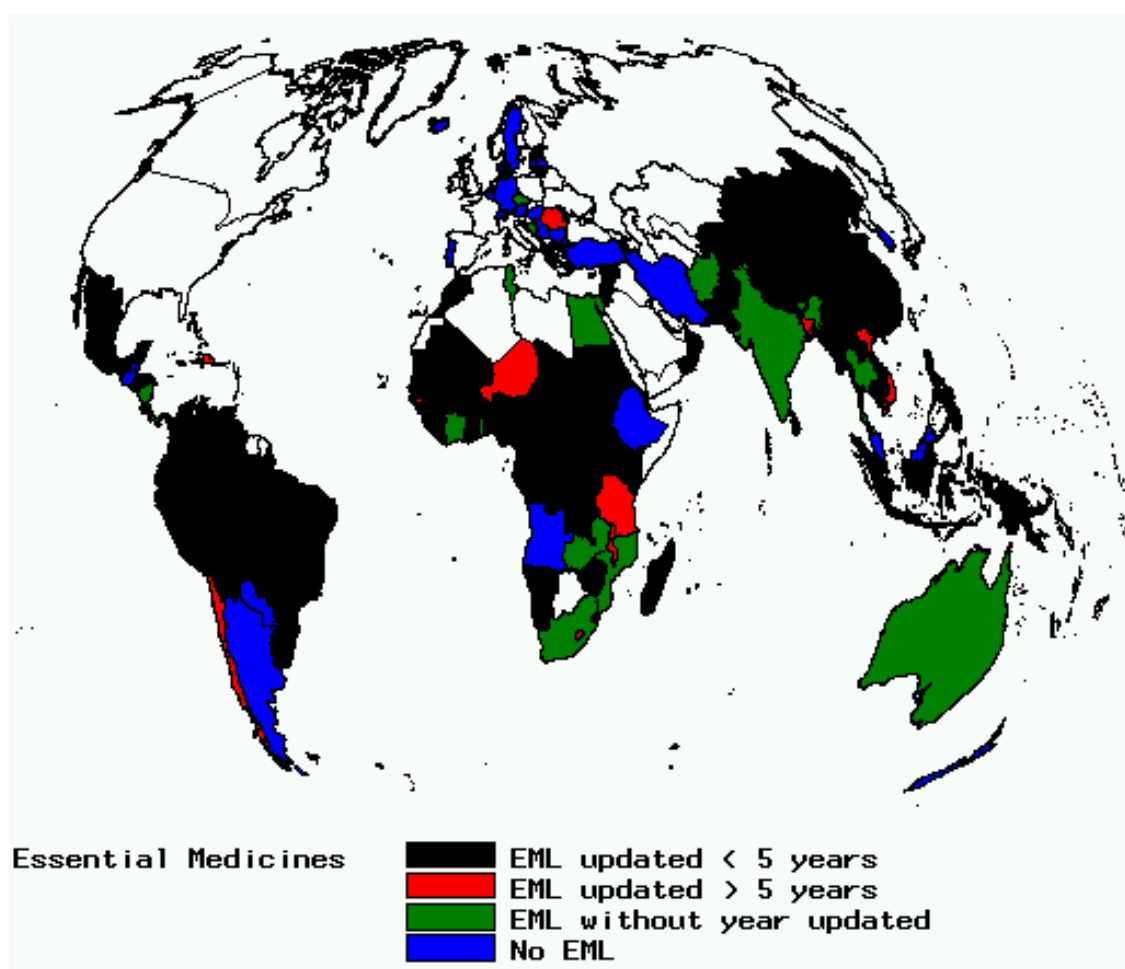 Essential Medicines
EML updated < 5 years
EML updated > 5 years
EML without year updated
No EML